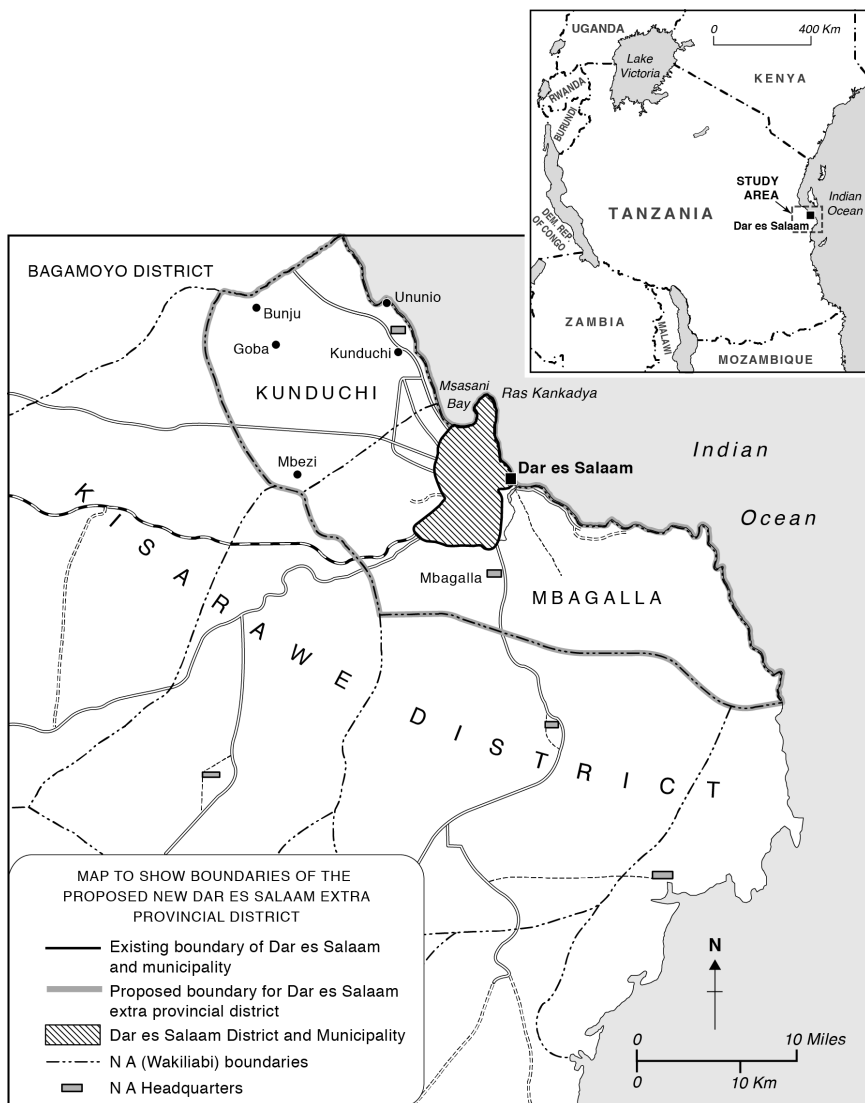 UGANDA
0 400 Km
Lake
Victoria
KENYA
RWANDA
BURUNDI
STUDY
AREA
Indian
Ocean
TANZANIA
Dar es Salaam
DEM. REP.
OF CONGO
ZAMBIA
MALAWI
MOZAMBIQUE
BAGAMOYO DISTRICT
Ununio
Bunju
Goba
Kunduchi
KUNDUCHI
Msasani
Bay
Ras Kankadya
Mbezi
Dar es Salaam
Indian
Ocean
Mbagalla
MBAGALLA
KISARAWE DISTRICT
MAP TO SHOW BOUNDARIES OF THE
PROPOSED NEW DAR ES SALAAM EXTRA
PROVINCIAL DISTRICT
Existing boundary of Dar es Salaam
and municipality
Proposed boundary for Dar es Salaam
extra provincial district
Dar es Salaam District and Municipality
N A (Wakiliabi) boundaries
N A Headquarters
N
0 10 Miles
0 10 Km